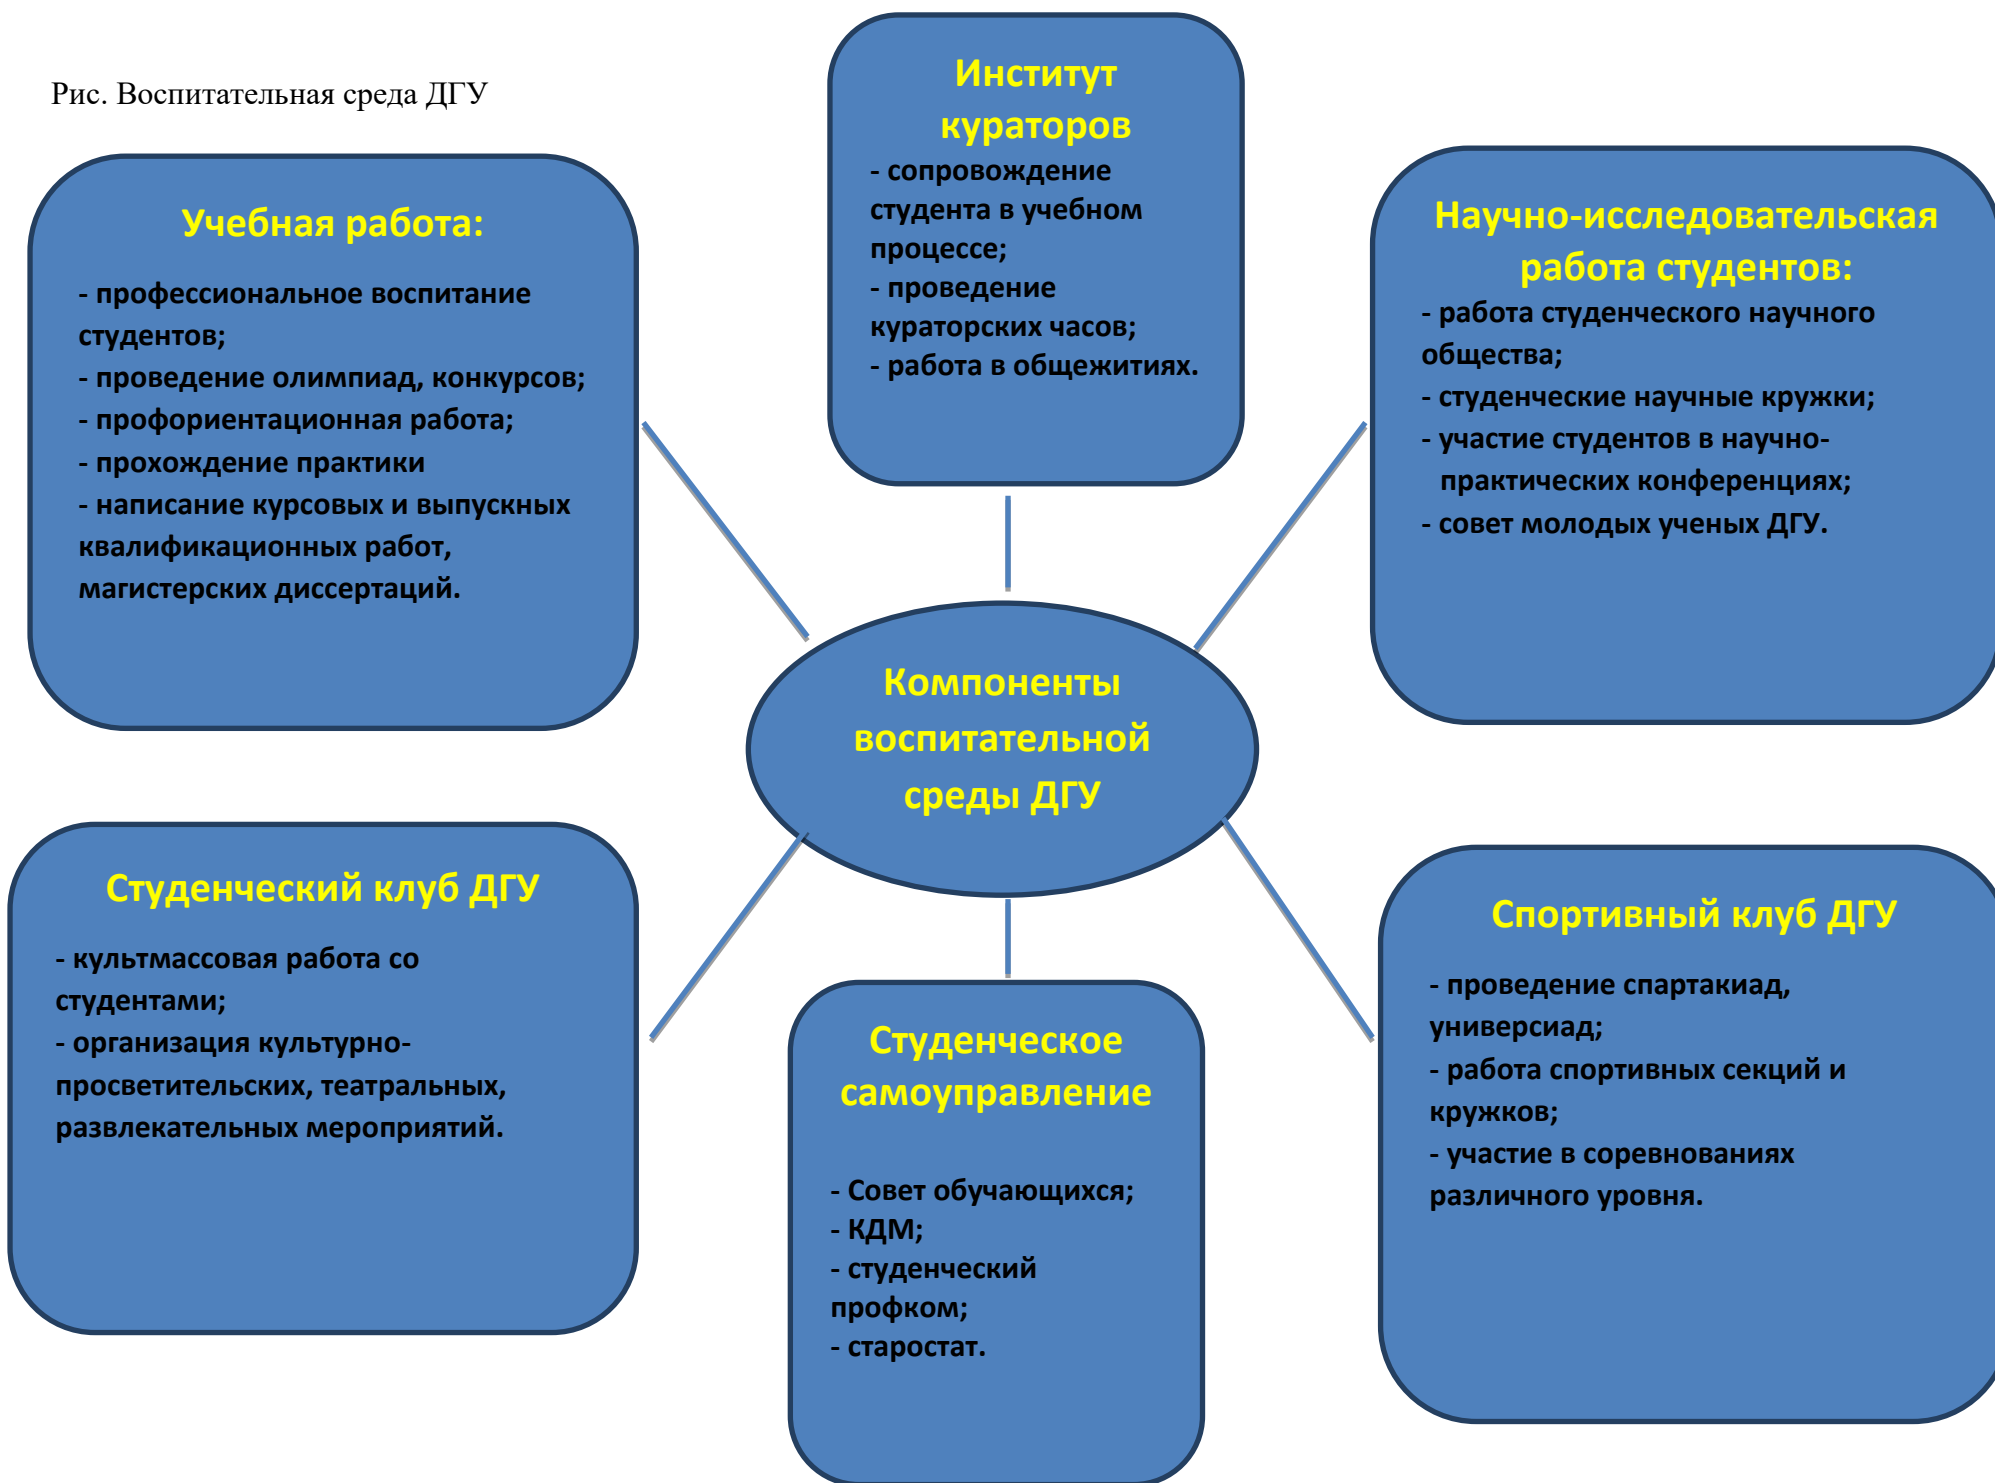 Рис. Воспитательная среда ДГУ
Институт
кураторов
- сопровождение
студента в учебном
процессе;
- проведение
кураторских часов;
- работа в общежитиях.
Учебная работа:
- профессиональное воспитание
студентов;
- проведение олимпиад, конкурсов;
- профориентационная работа;
- прохождение практики
- написание курсовых и выпускных
квалификационных работ,
магистерских диссертаций.
Научно-исследовательская
работа студентов:
- работа студенческого научного
общества;
- студенческие научные кружки;
- участие студентов в научно-
практических конференциях;
- совет молодых ученых ДГУ.
Компоненты
воспитательной
среды ДГУ
Студенческий клуб ДГУ
- культмассовая работа со
студентами;
- организация культурно-
просветительских, театральных,
развлекательных мероприятий.
Студенческое
самоуправление
- Совет обучающихся;
- КДМ;
- студенческий
профком;
- старостат.
Спортивный клуб ДГУ
- проведение спартакиад,
универсиад;
- работа спортивных секций и
кружков;
- участие в соревнованиях
различного уровня.